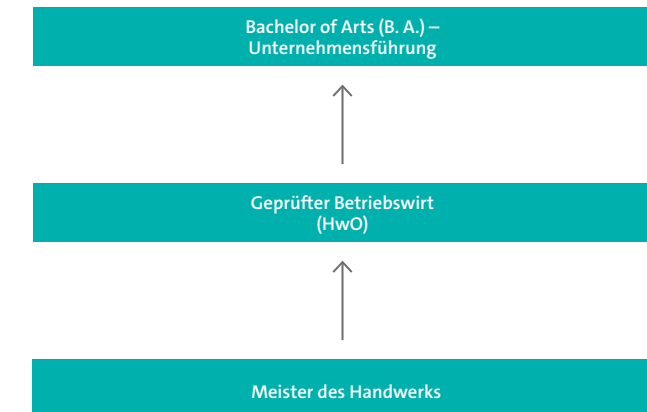 Bachelor of Arts (B. A.) –
Unternehmensführung
Geprüfter Betriebswirt
(HwO)
Meister des Handwerks